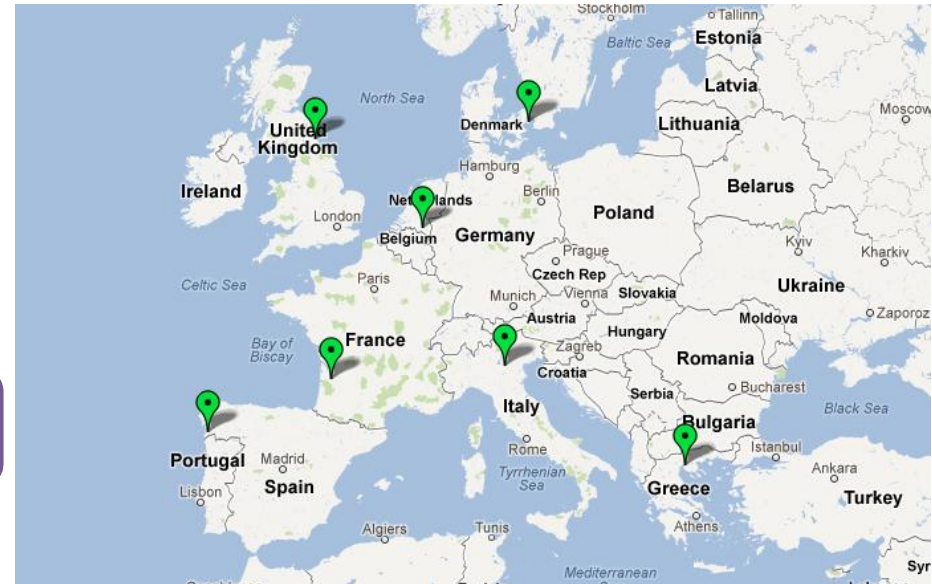 Stockholm
Tallinn
Baltic Sea
Estonia
North Sea
Latvia
Moscow
Denmark
Lithuania
United
Kingdom
Hamburg
Ireland
Berlin
Belarus
London
Poland
Belgium
Germany
Kyiv
Prague
Kharkiv
Czech Rep
Paris
Celtic Sea
Ukraine
Munich
Vienna
Slovakia
Austria
Moldova
Zaporoz
Hungary
Bay of
Biscay
France
Zagreb
Romania
Croatia
Bucharest
Serbia
Italy
Black Sea
Bulgaria
Rome
Istanbul
Portugal
Madrid
Ankara
Tyrrhenian
Sea
Spain
Greece
Lisbon
Turkey
Algiers
Tunis
Athens
Syr
Mediterranean